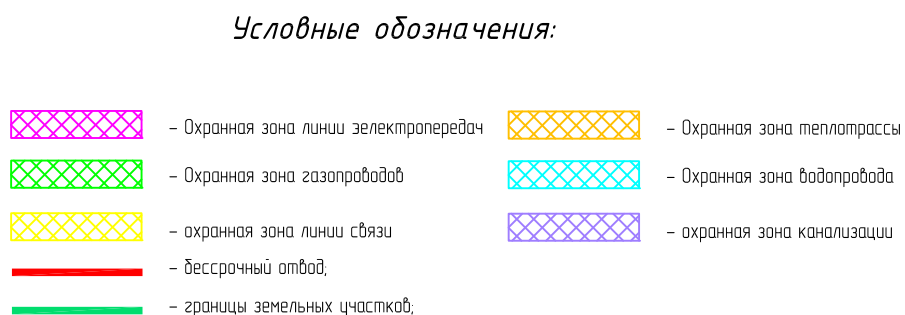 Условные обозначения:
- Охранная зона линии зелектропередач
- Охранная зона газопроводов
- охранная зона линии связи
- бессрочный отвод;
- границы земельных участков;
- Охранная зона теплотрассы
- Охранная зона водопровода
- охранная зона канализации